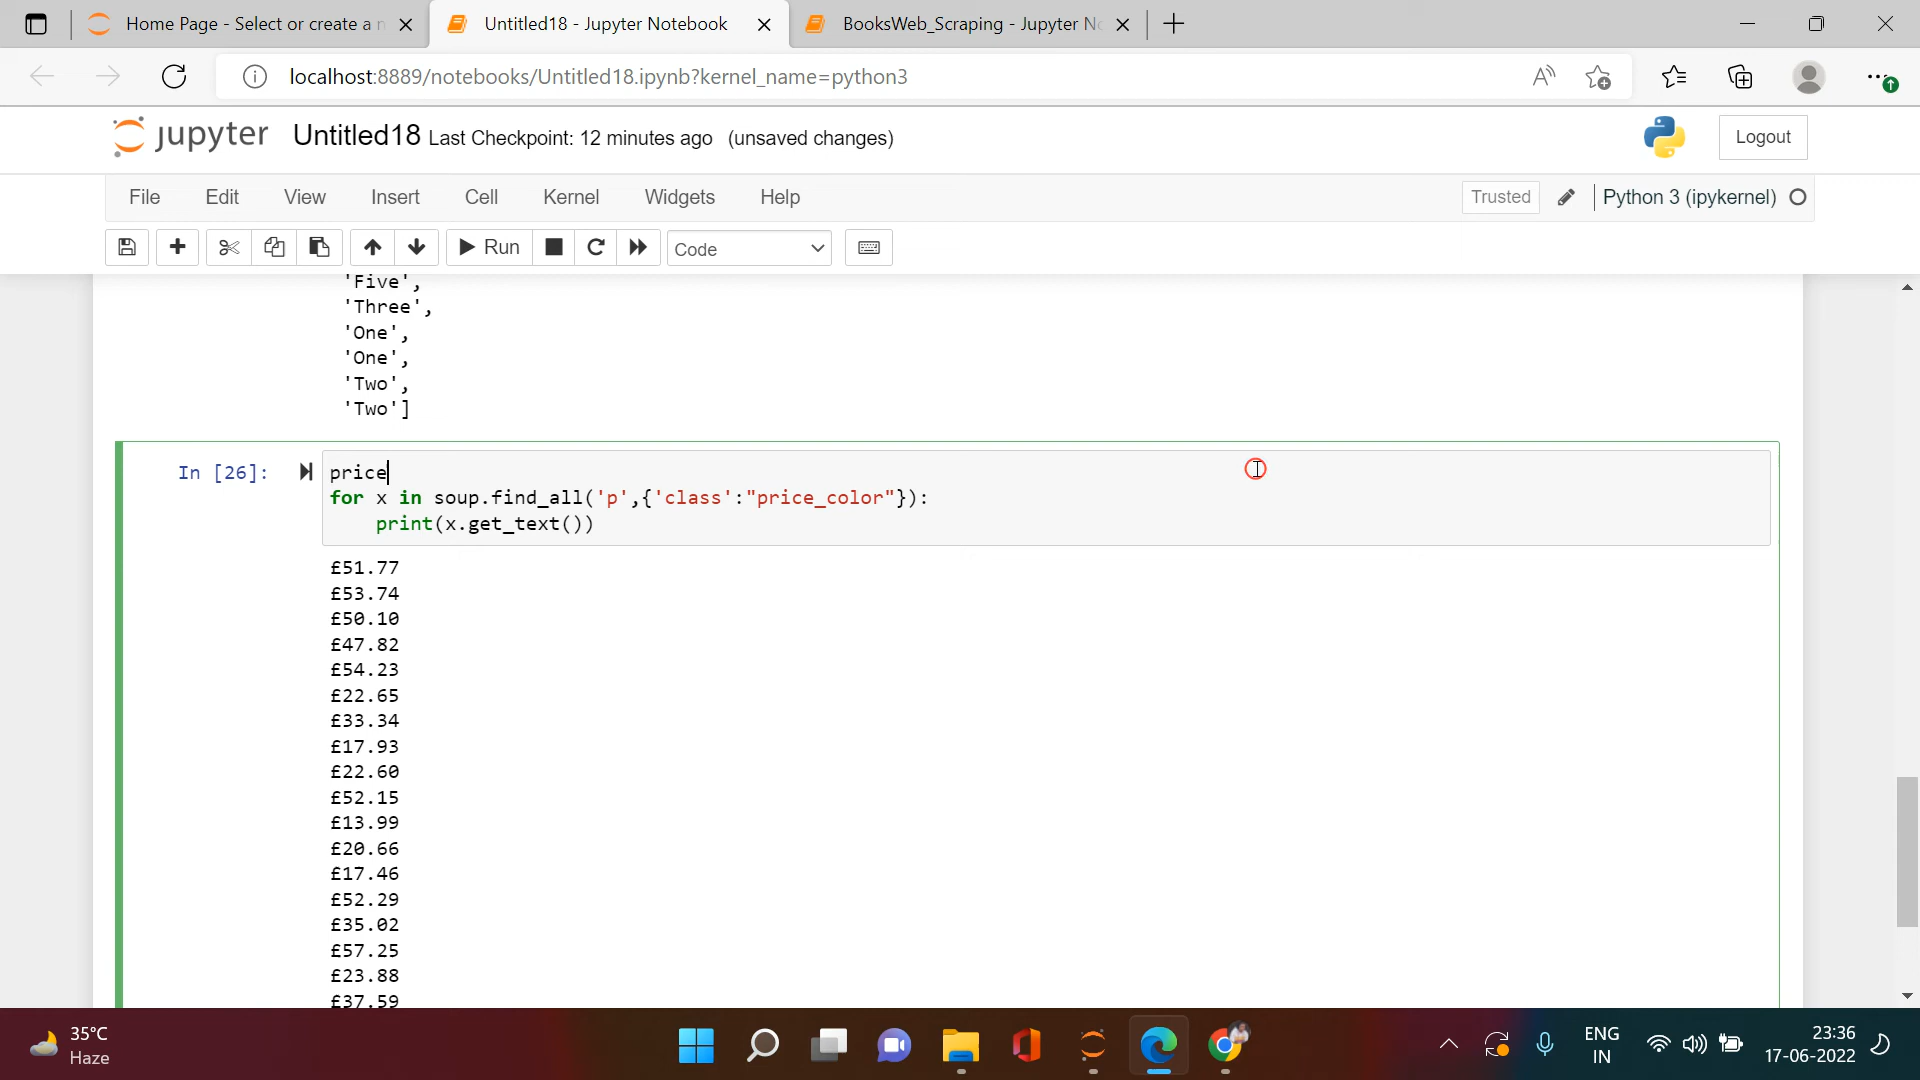 Home Page - Select or create a n
Untitled18 - Jupyter Notebook
BooksWeb_Scraping - Jupyter No
localhost:8889/notebooks/Untitled18.ipynb?kernel_name=python3
jupyter Untitled18 Last Checkpoint: 12 minutes ago (unsaved changes)
Logout
File Edit View Insert Cell Kernel Widgets Help
Trusted Python 3 (ipykernel)
Run Code
'Five',
'Three',
'One',
'One',
'Two',
'Two']
In [26]: price
for x in soup.find_all('p',{'class':"price_color"}):
print(x.get_text())
£51.77
£53.74
£50.10
£47.82
£54.23
£22.65
£33.34
£17.93
£22.60
£52.15
£13.99
£20.66
£17.46
£52.29
£35.02
£57.25
£23.88
£37.59
35°C
Haze
ENG
IN
23:36
17-06-2022